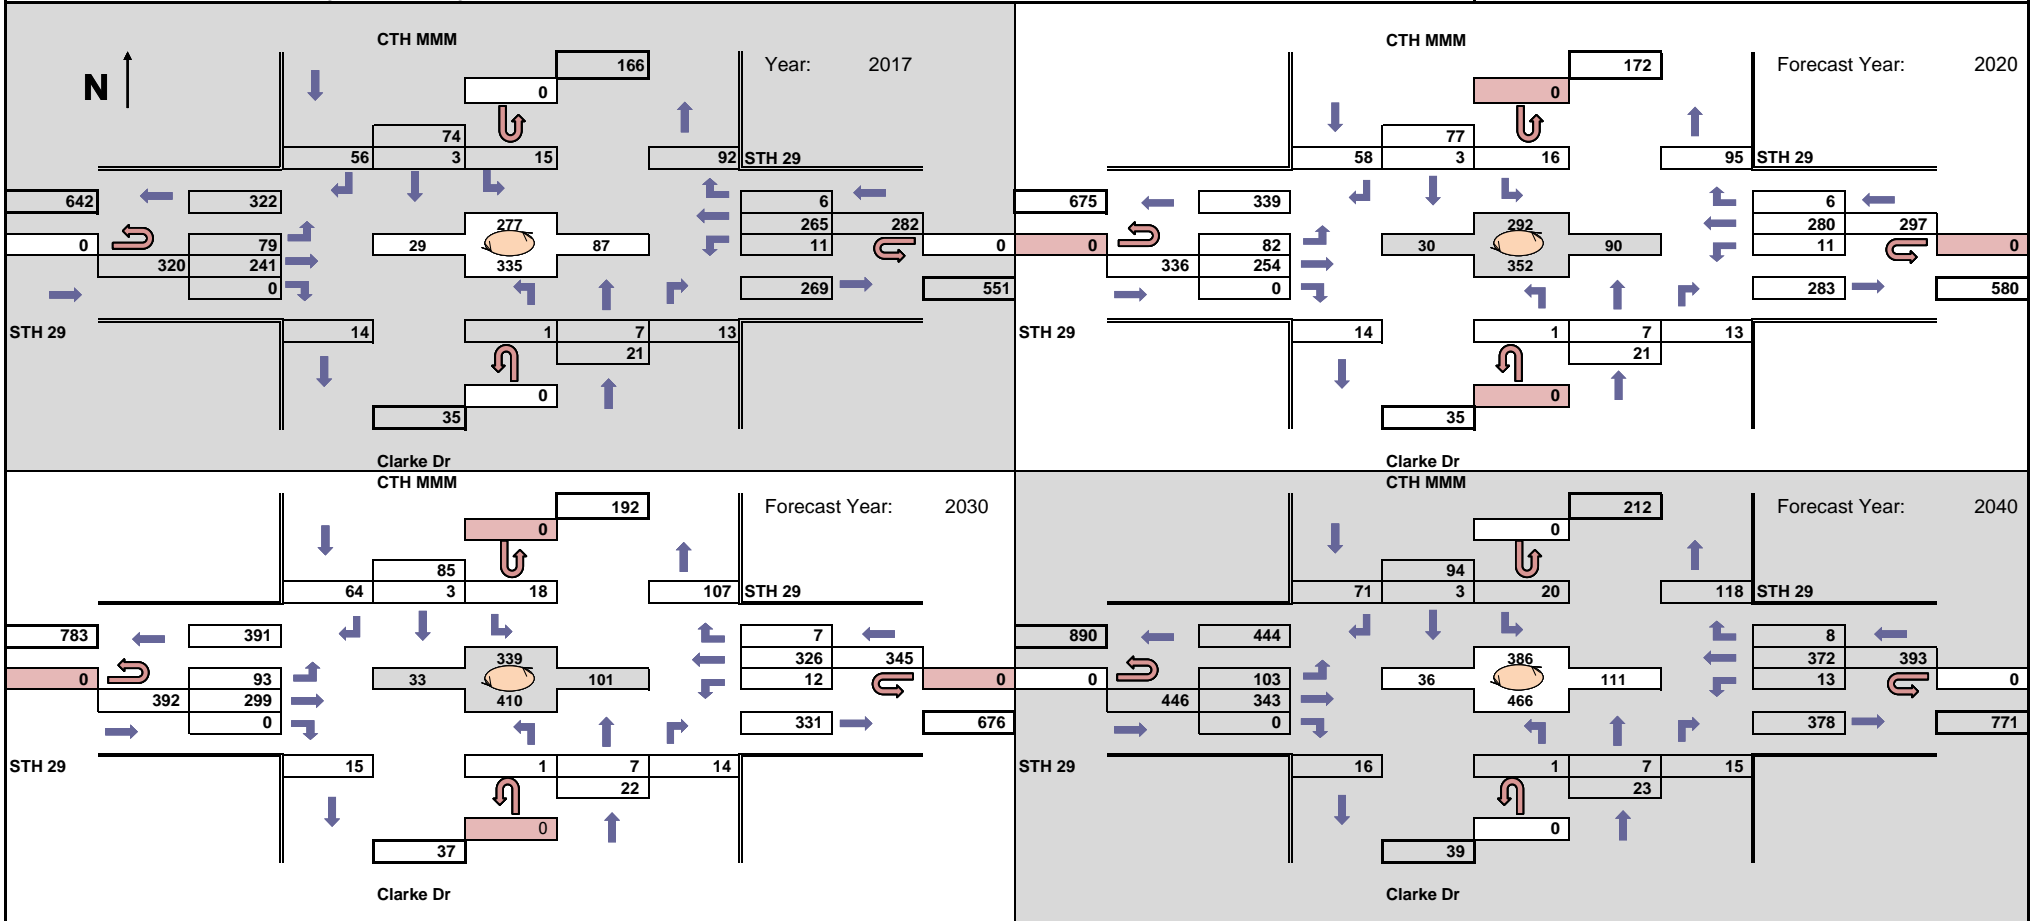 CTH MMM
N
166
Year: 2017
0
74
56 3 15
92 STH 29
642 322
6
277
265 282
0
79
29 87
11
0
320 241
335
0
269 551
STH 29
14
1 7 13
21
0
35
Clarke Dr
CTH MMM
172
Forecast Year: 2020
0
77
58 3 16
95 STH 29
675 339
6
292
280 297
0
82
30 90
11
0
336 254
352
0
283 580
STH 29
14
1 7 13
21
0
35
Clarke Dr
CTH MMM
192
Forecast Year: 2030
0
85
64 3 18
107 STH 29
783 391
7
339
326 345
0
93
33 101
12
0
392 299
410
0
331 676
STH 29
15
1 7 14
22
0
37
Clarke Dr
CTH MMM
212
Forecast Year: 2040
0
94
71 3 20
118 STH 29
890 444
8
386
372 393
0
103
36 111
13
0
446 343
466
0
378 771
STH 29
16
1 7 15
23
0
39
Clarke Dr